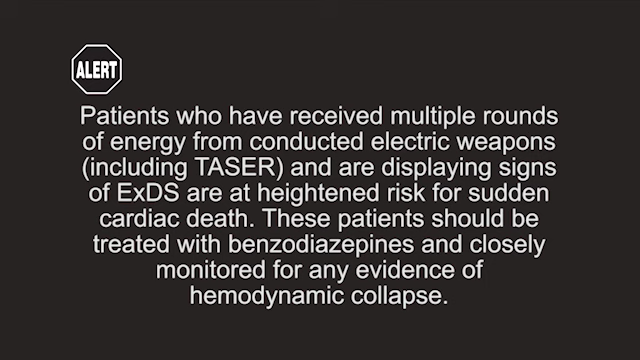 ALERT
Patients who have received multiple rounds
of energy from conducted electric weapons
(including TASER) and are displaying signs
of ExDS are at heightened risk for sudden
cardiac death. These patients should be
treated with benzodiazepines and closely
monitored for any evidence of
hemodynamic collapse.